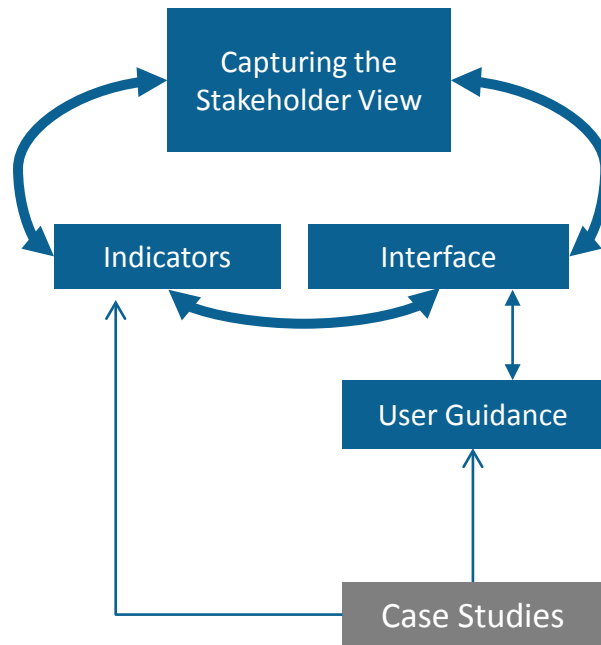 Capturing the
Stakeholder View
Indicators
Interface
User Guidance
Case Studies